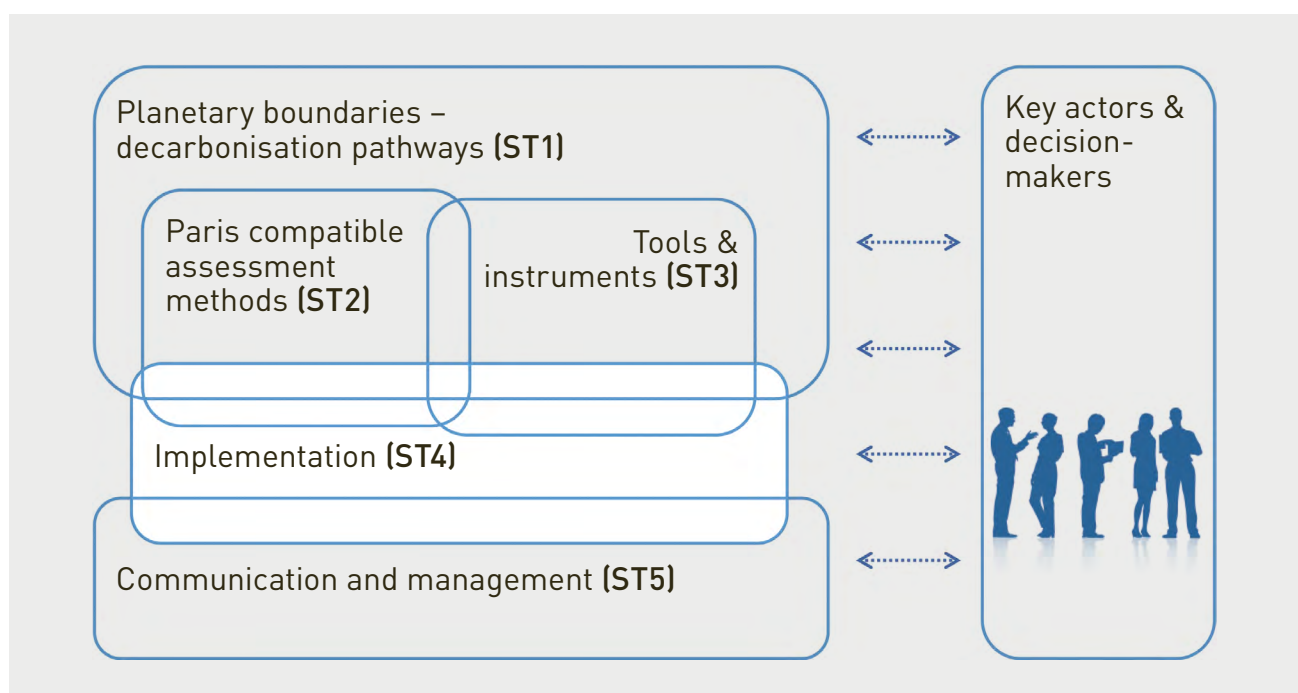 Planetary boundaries –
decarbonisation pathways (ST1)
Paris compatible
assessment
methods (ST2)
Tools &
instruments (ST3)
Implementation (ST4)
Communication and management (ST5)
Key actors &
decision-
makers